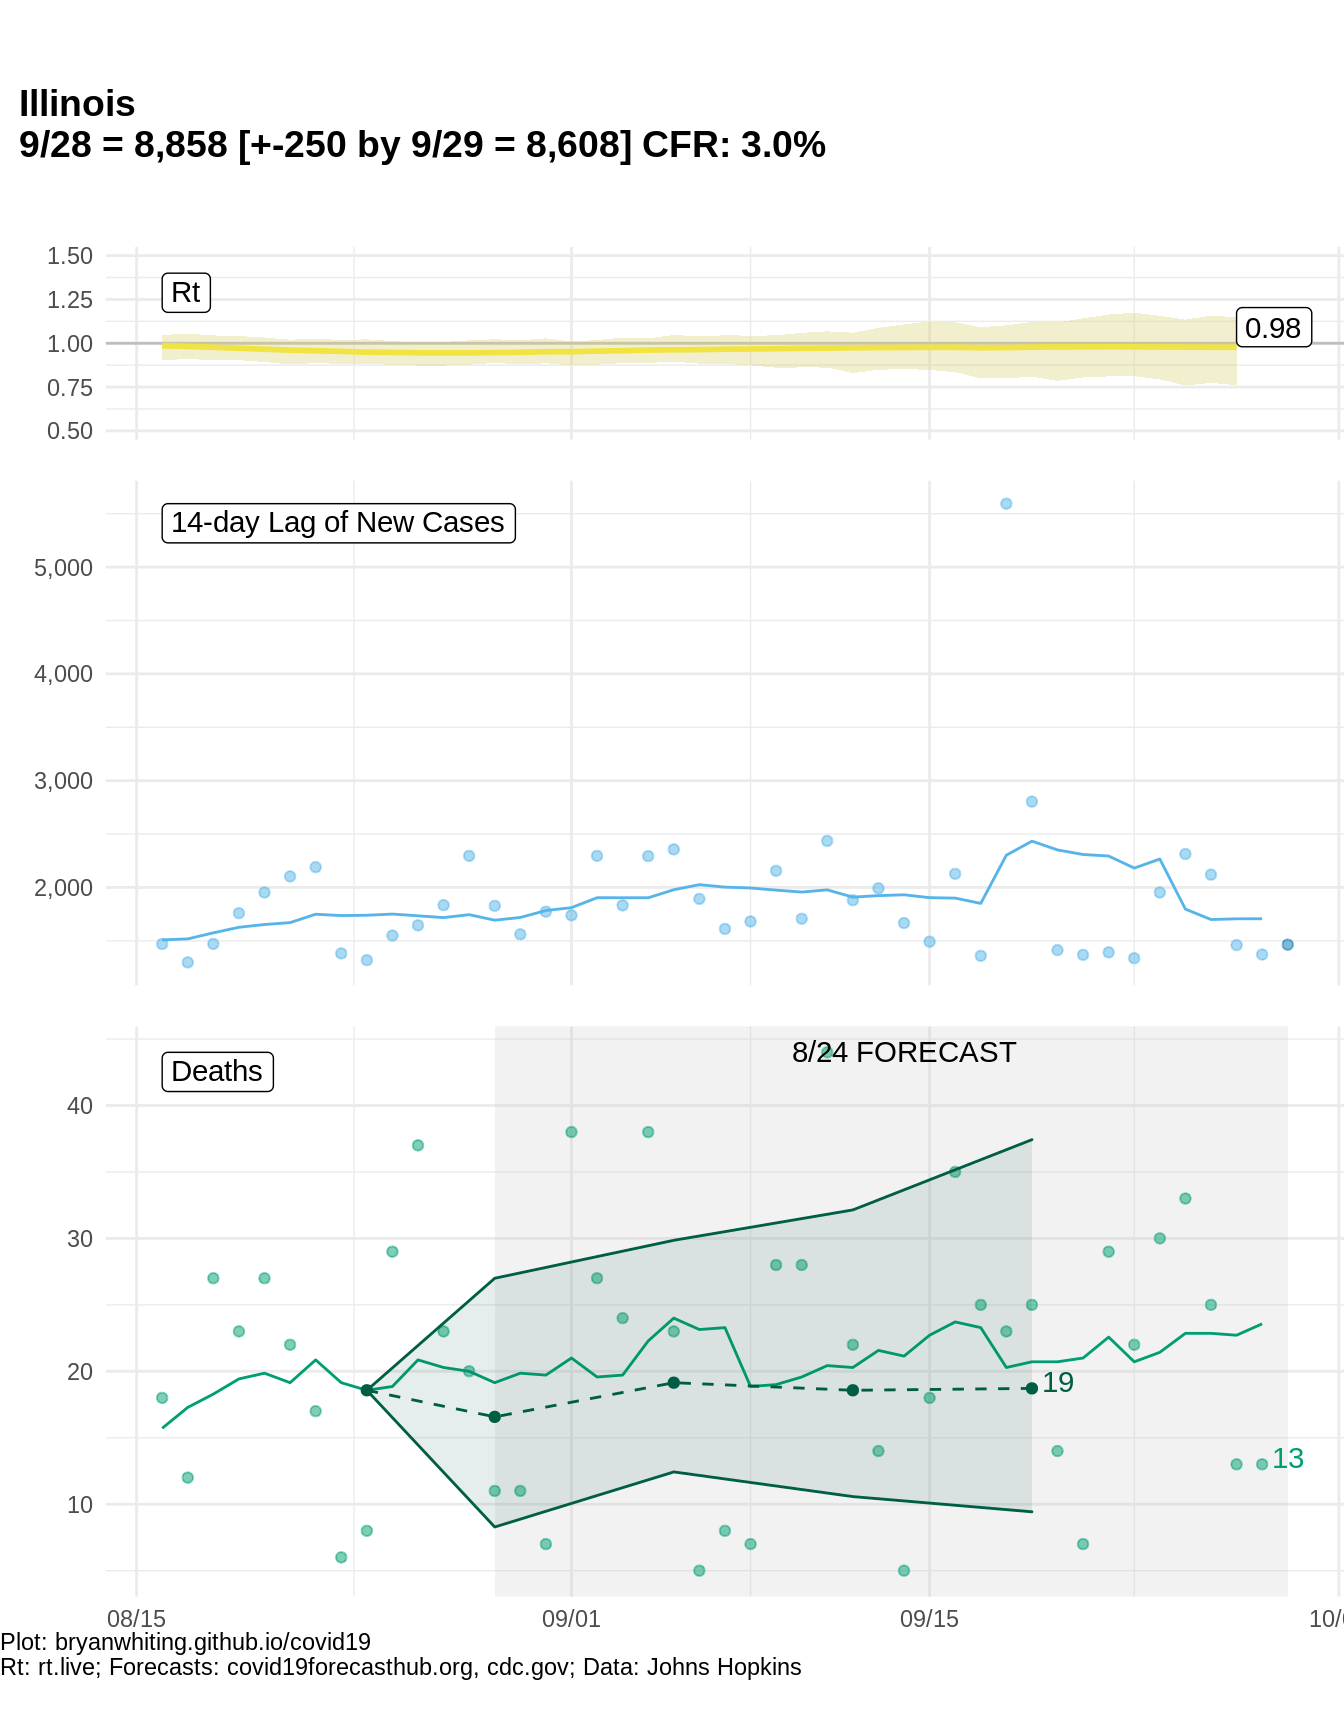 Illinois
9/28 = 8,858 [+-250 by 9/29 = 8,608] CFR: 3.0%
1.50
Rt
1.25
0.98
1.00
0.75
0.50
14-day Lag of New Cases
5,000
4,000
3,000
2,000
8/24 FORECAST
Deaths
40
30
20
19
13
10
08/15 09/01 09/15 10/
Plot: bryanwhiting.github.io/covid19
Rt: rt.live; Forecasts: covid19forecasthub.org, cdc.gov; Data: Johns Hopkins